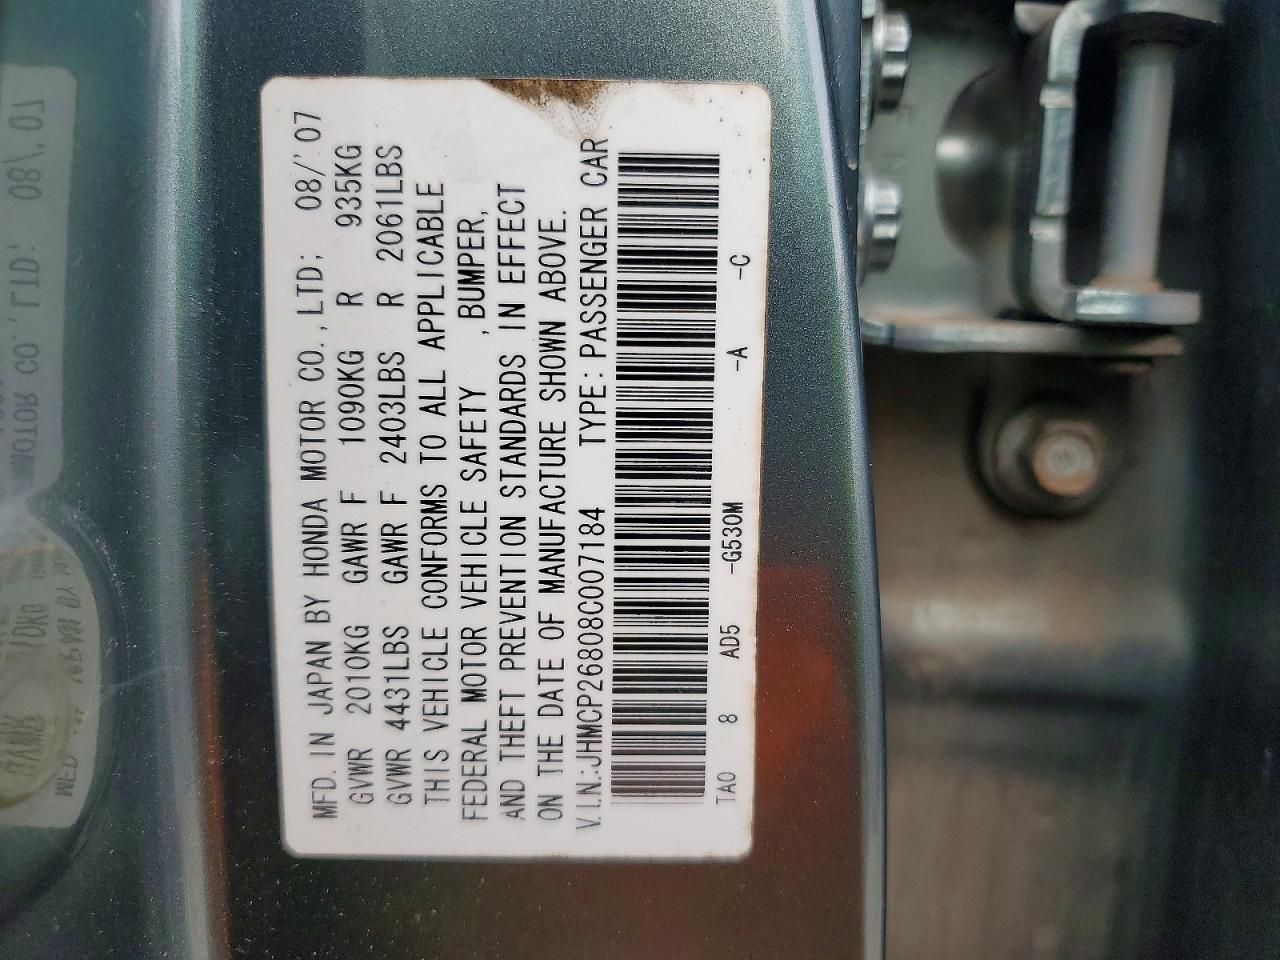 MFD. IN JAPAN BY HONDA MOTOR CO.,LTD; 08/'07
GVWR 2010KG GAWR F 1090KG R 935KG
GVWR 4431LBS GAWR F 2403LBS R 2061LBS
THIS VEHICLE CONFORMS TO ALL APPLICABLE
FEDERAL MOTOR VEHICLE SAFETY ,BUMPER,
AND THEFT PREVENTION STANDARDS IN EFFECT
ON THE DATE OF MANUFACTURE SHOWN ABOVE.
V.I.N.:JHMCP26808C007184 TYPE:PASSENGER CAR
TA0 8 AD5 -G530M -A -C